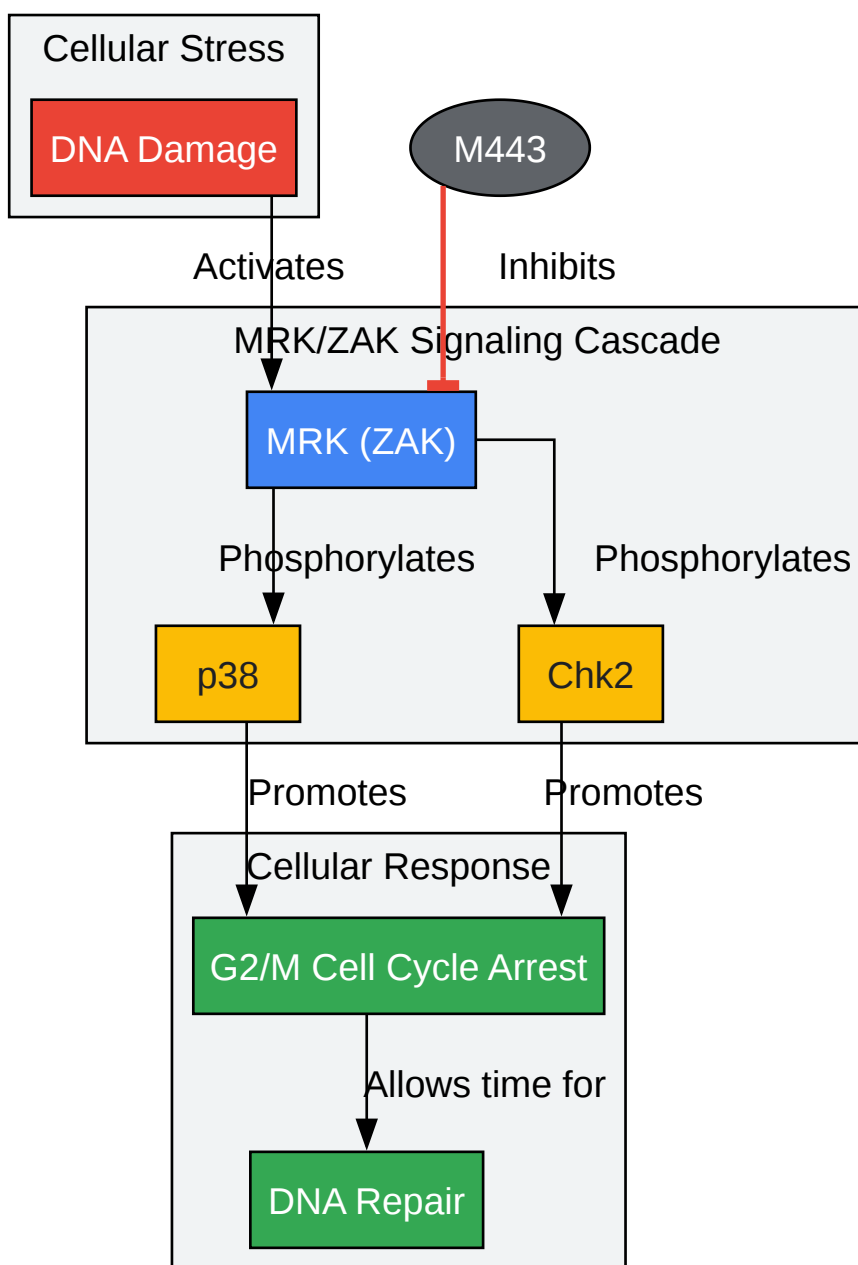 Cellular Stress
DNA Damage
M443
Activates
Inhibits
MRK/ZAK Signaling Cascade
MRK (ZAK)
Phosphorylates
Phosphorylates
p38
Chk2
Promotes
Promotes
Cellular Response
G2/M Cell Cycle Arrest
Allows time for
DNA Repair